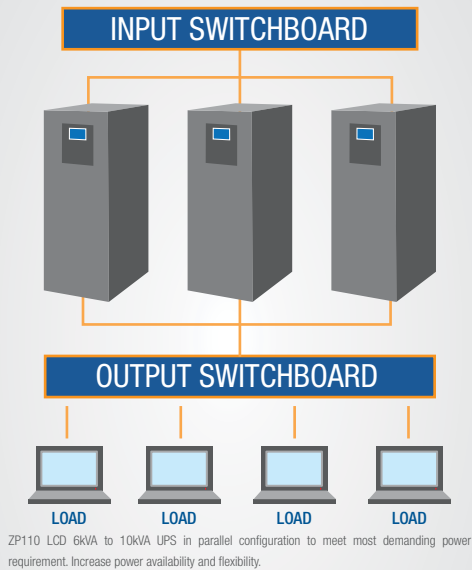 INPUT SWITCHBOARD
OUTPUT SWITCHBOARD
LOAD LOAD LOAD LOAD
ZP110 LCD 6kVA to 10kVA UPS in parallel configuration to meet most demanding power
requirement. Increase power availability and flexibility.